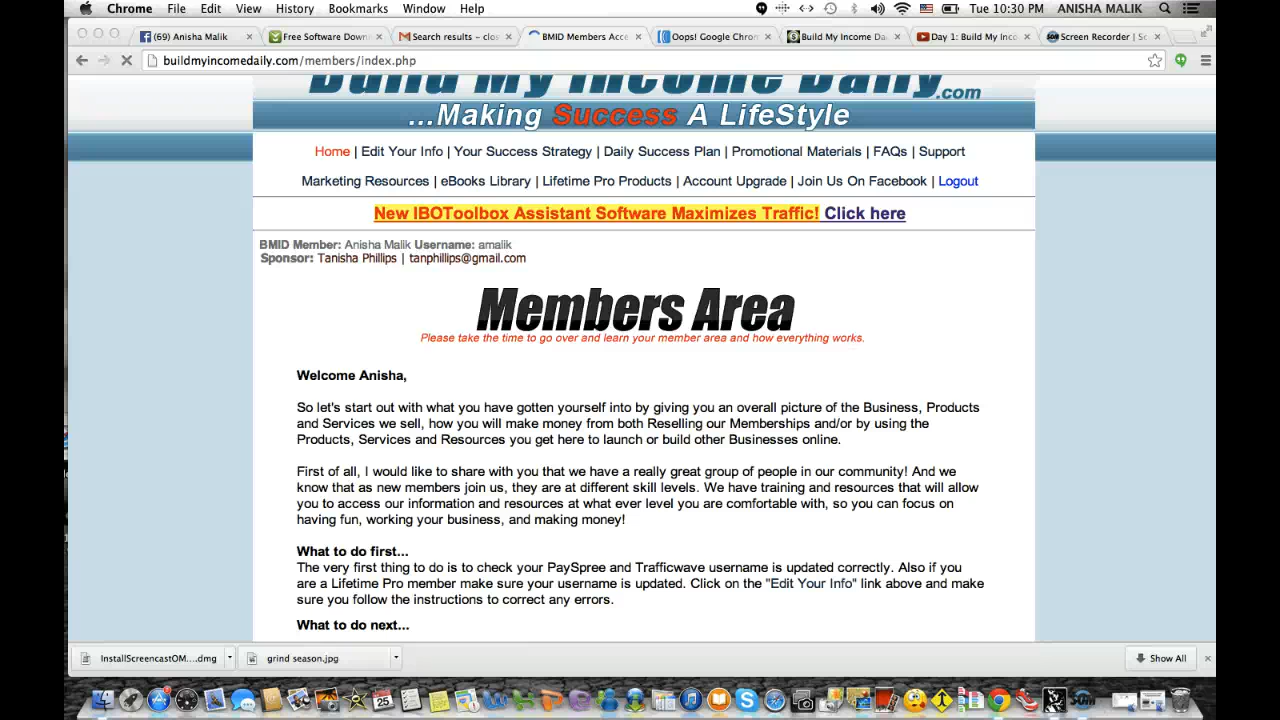 Chrome File Edit View History Bookmarks Window Help Tue 10:30 PM ANISHA MALIK
(69) Anisha Malik Free Software Down Search results – clos BMID Members Acce Oops! Google Chrom Build My Income Da Day 1: Build My Incom Screen Recorder | Sc
buildmyincomedaily.com/members/index.php
Build My Income Daily.com
...Making Success A LifeStyle
Home | Edit Your Info | Your Success Strategy | Daily Success Plan | Promotional Materials | FAQs | Support
Marketing Resources | eBooks Library | Lifetime Pro Products | Account Upgrade | Join Us On Facebook | Logout
New IBOToolbox Assistant Software Maximizes Traffic! Click here
BMID Member: Anisha Malik Username: amalik
Sponsor: Tanisha Phillips | tanphillips@gmail.com
Members Area
Please take the time to go over and learn your member area and how everything works.
Welcome Anisha,
So let's start out with what you have gotten yourself into by giving you an overall picture of the Business, Products
and Services we sell, how you will make money from both Reselling our Memberships and/or by using the
Products, Services and Resources you get here to launch or build other Businesses online.
First of all, I would like to share with you that we have a really great group of people in our community! And we
know that as new members join us, they are at different skill levels. We have training and resources that will allow
you to access our information and resources at what ever level you are comfortable with, so you can focus on
having fun, working your business, and making money!
What to do first...
The very first thing to do is to check your PaySpree and Trafficwave username is updated correctly. Also if you
are a Lifetime Pro member make sure your username is updated. Click on the "Edit Your Info" link above and make
sure you follow the instructions to correct any errors.
What to do next...
InstallScreencastOM....dmg grind season.jpg Show All
25